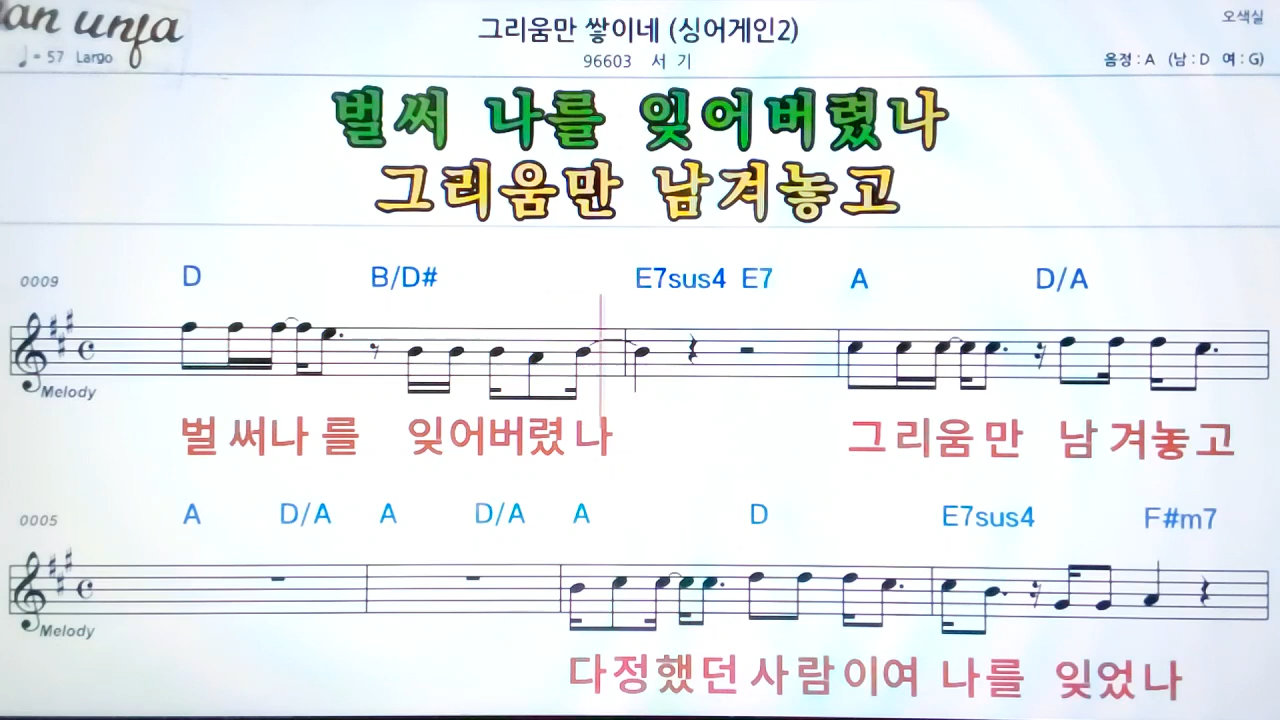 오색실
그리움만 쌓이네 (싱어게인2)
♩= 57 Largo
96603 서 기
음정 : A (남 : D 여 : G)
벌써 나를 잊어버렸나
그리움만 남겨놓고
0009
D B/D# E7sus4 E7 A D/A
Melody
벌 써나 를 잊어버렸나 그리움만 남겨놓고
0005
A D/A A D/A A D E7sus4 F#m7
Melody
다정했던사람이여 나를 잊었나